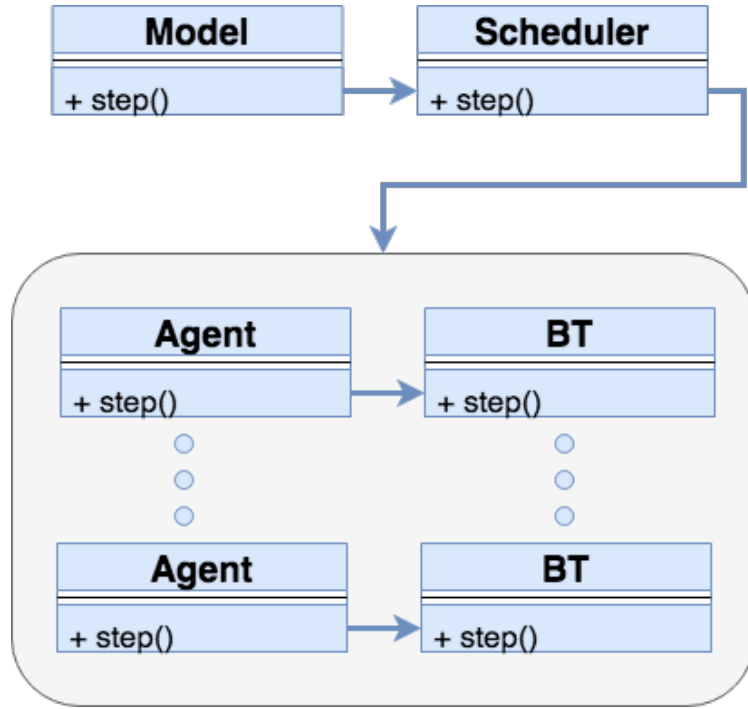 Model
+ step()
Scheduler
+ step()
Agent
+ step()
BT
+ step()
Agent
+ step()
BT
+ step()